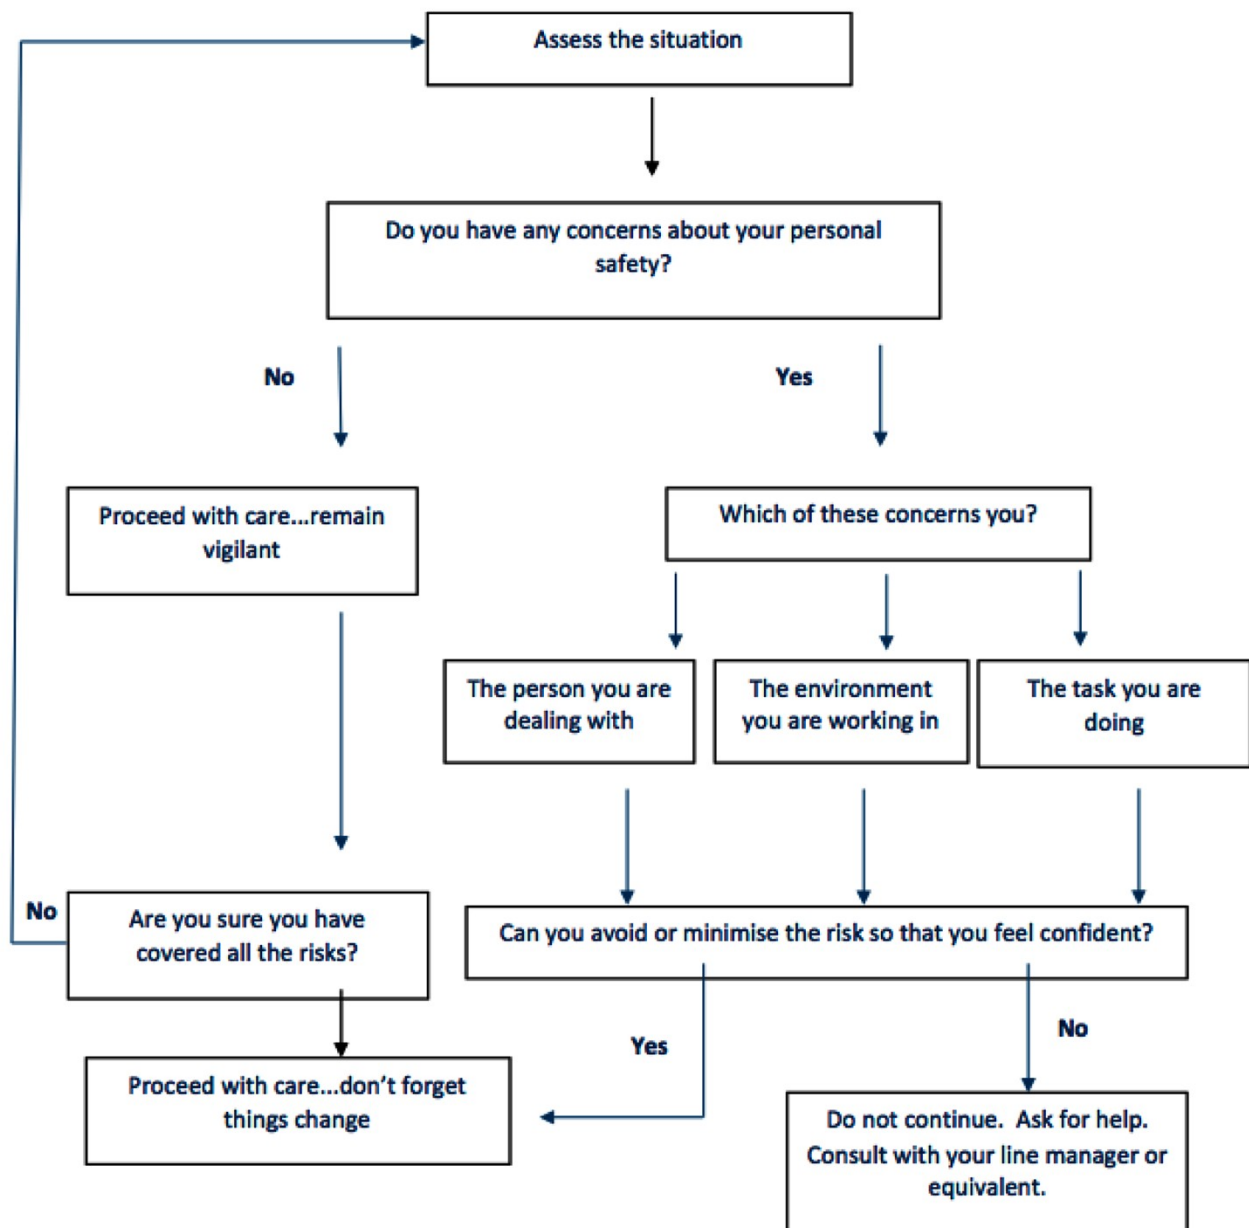 Assess the situation
Do you have any concerns about your personal
safety?
No
Yes
Proceed with care...remain
vigilant
Which of these concerns you?
The person you are
dealing with
The environment
you are working in
The task you are
doing
No
Are you sure you have
covered all the risks?
Can you avoid or minimise the risk so that you feel confident?
Yes
No
Proceed with care...don’t forget
things change
Do not continue.  Ask for help.
Consult with your line manager or
equivalent.